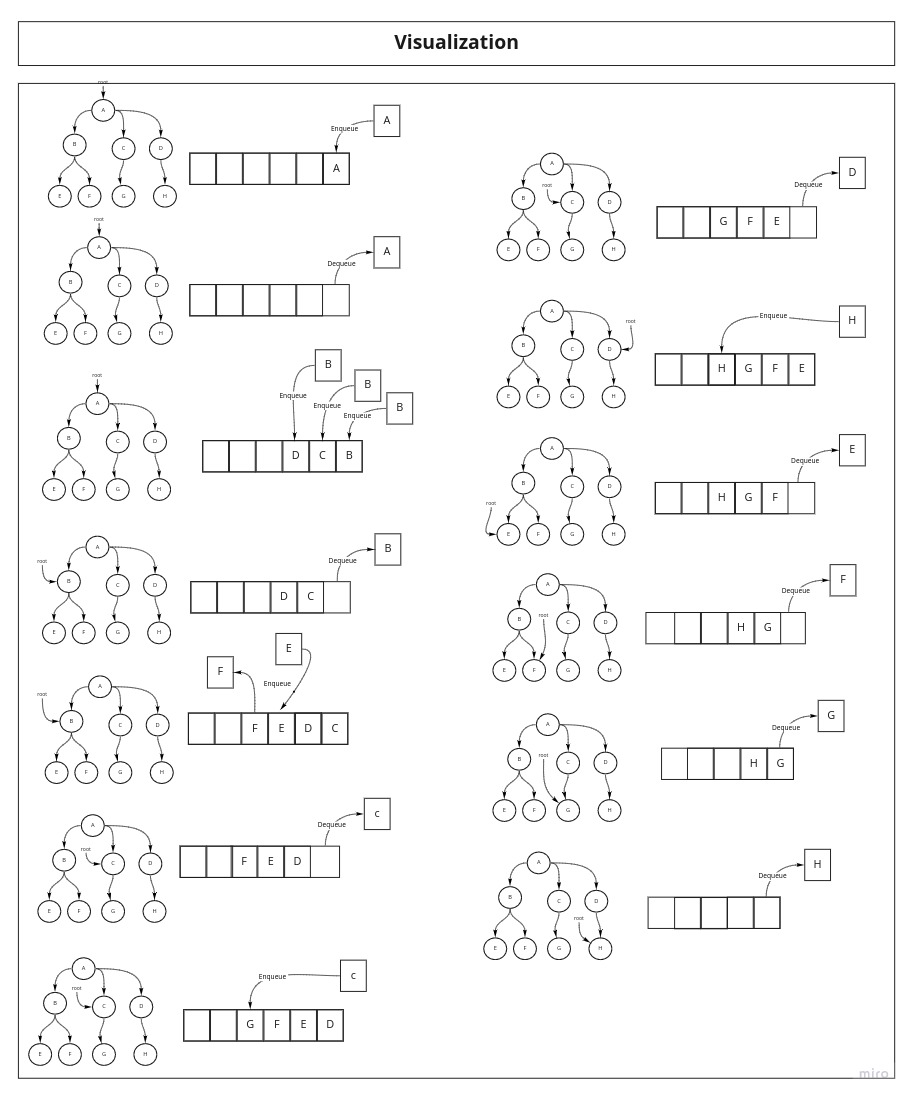 Visualization
root
A
B C D
E F G H
Enqueue
A
A
root
A
B C D
E F G H
Dequeue
A
root
A
B C D
E F G H
B
B
B
Enqueue
Enqueue
Enqueue
D C B
root
A
B C D
E F G H
Dequeue
B
D C
root
A
B C D
E F G H
F
E
Enqueue
F E D C
root
A
B C D
E F G H
Dequeue
c
F E D
root
A
B C D
E F G H
Enqueue
c
G F E D
root
A
B C D
E F G H
Dequeue
D
G F E
root
A
B C D
E F G H
Enqueue
H
H G F E
root
A
B C D
E F G H
Dequeue
E
H G F
root
A
B C D
E F G H
Dequeue
F
H G
root
A
B C D
E F G H
Dequeue
G
H G
root
A
B C D
E F G H
Dequeue
H
miro